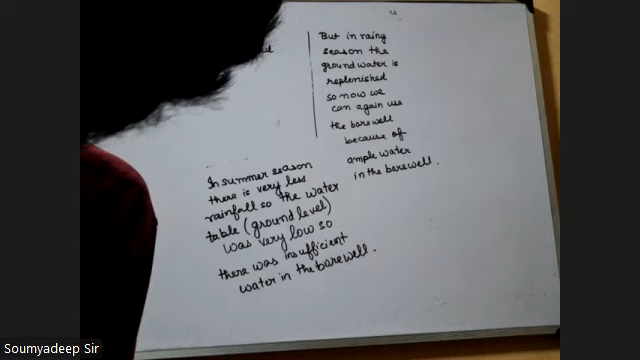 But in rainy
season the
ground water is
replenished
so now we
can again use
the borewell
because of
ample water
in the borewell.
In summer season
there is very less
rainfall so the water
table (ground level)
was very low so
there was insufficient
water in the borewell.
Soumyadeep Sir